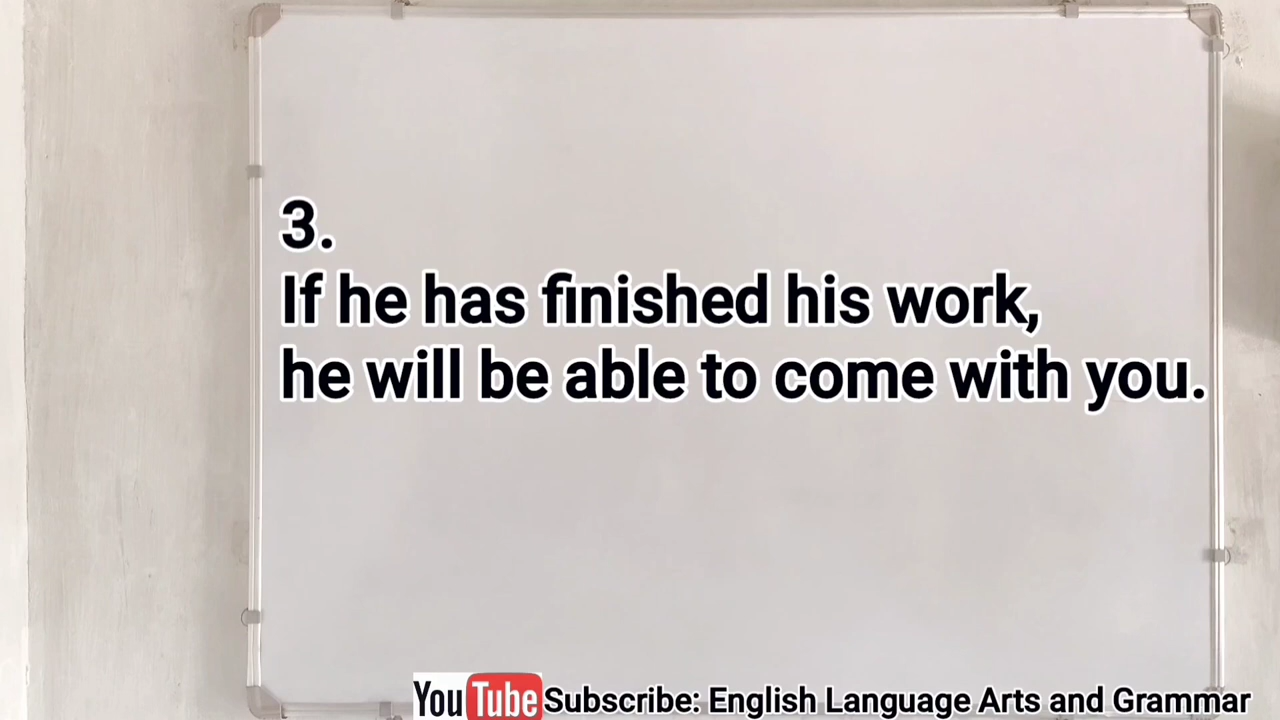 3.
If he has finished his work,
he will be able to come with you.
YouTube Subscribe: English Language Arts and Grammar